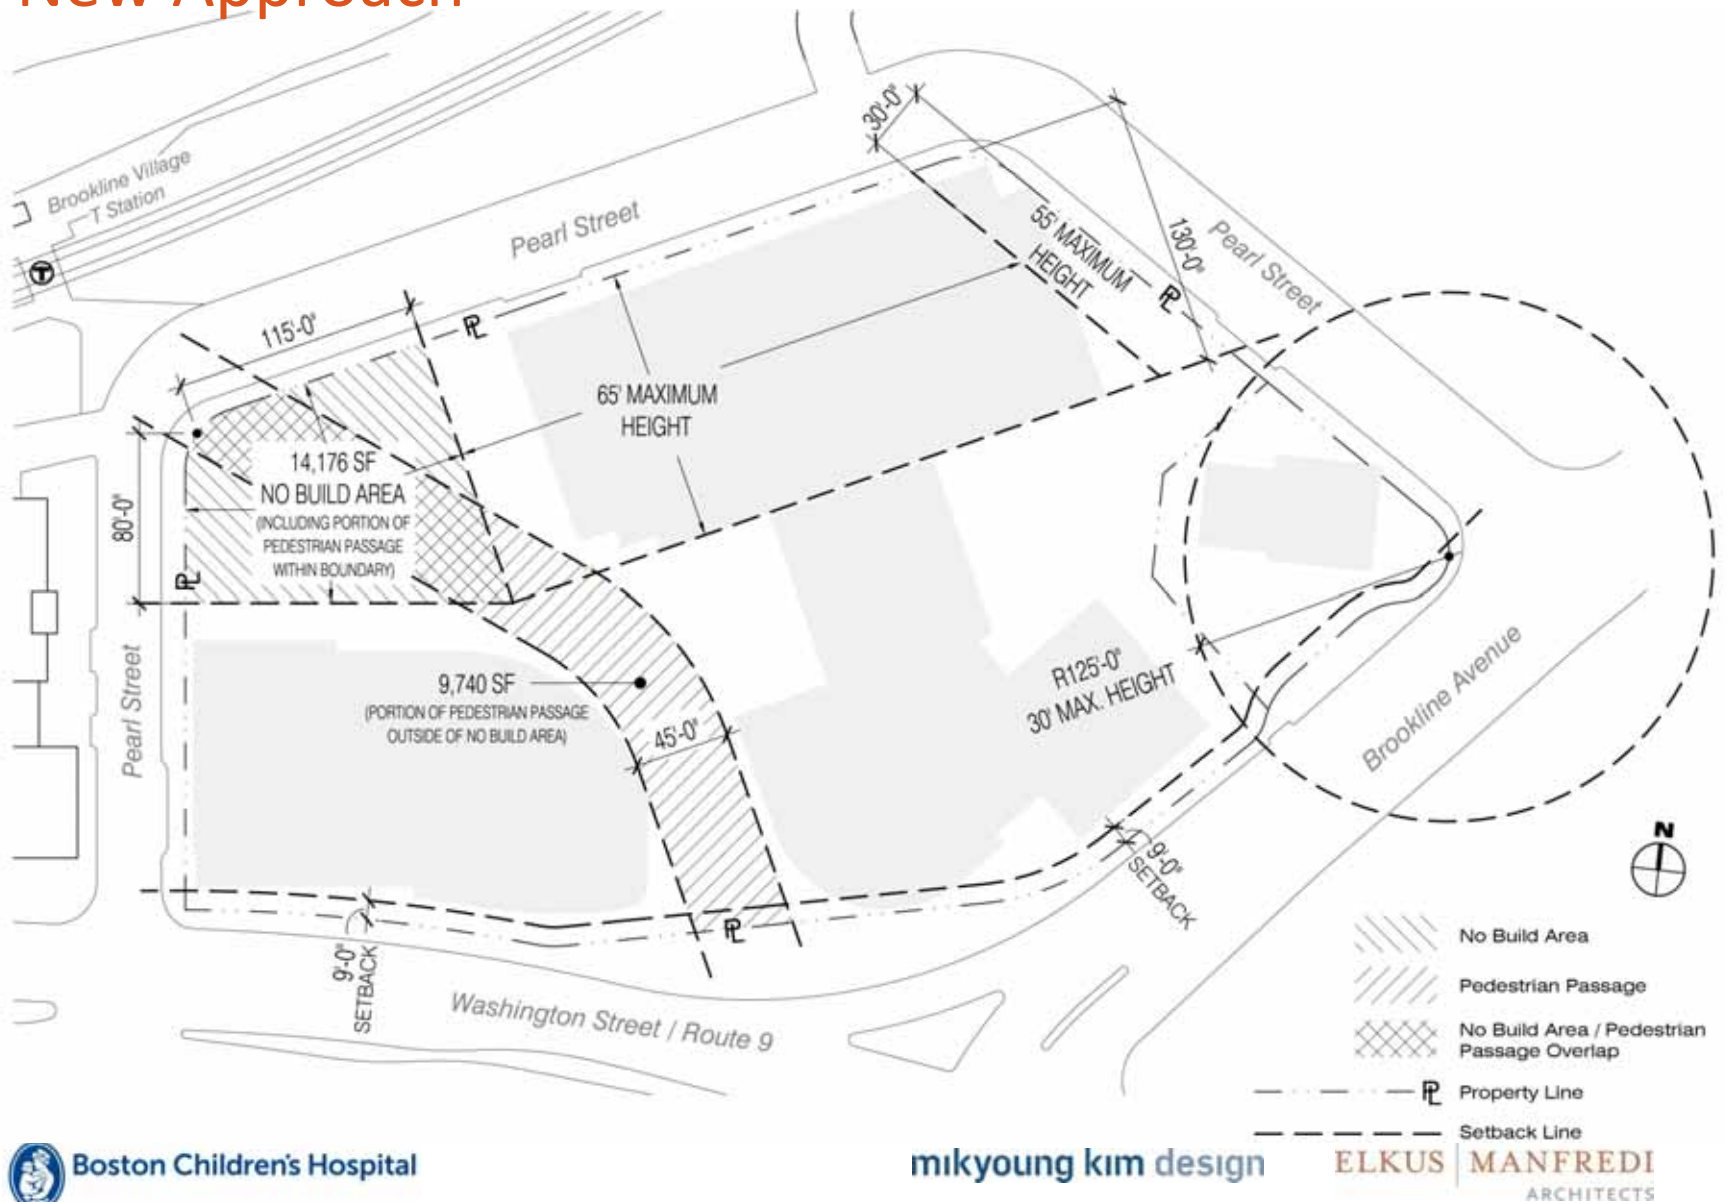 New Approach
30'-0"
Brookline Village
T Station
Pearl Street
55' MAXIMUM
HEIGHT
130'-0"
Pearl Street
T
115'-0"
PL
PL
65' MAXIMUM
HEIGHT
14,176 SF
NO BUILD AREA
(INCLUDING PORTION OF
PEDESTRIAN PASSAGE
WITHIN BOUNDARY)
80'-0"
PL
Pearl Street
9,740 SF
(PORTION OF PEDESTRIAN PASSAGE
OUTSIDE OF NO BUILD AREA)
45'-0"
R125'-0"
30' MAX. HEIGHT
Brookline Avenue
9'-0"
SETBACK
9'-0"
SETBACK
PL
Washington Street / Route 9
N
No Build Area
Pedestrian Passage
No Build Area / Pedestrian
Passage Overlap
PL Property Line
Setback Line
Boston Children's Hospital
mikyoung kim design
ELKUS | MANFREDI
ARCHITECTS